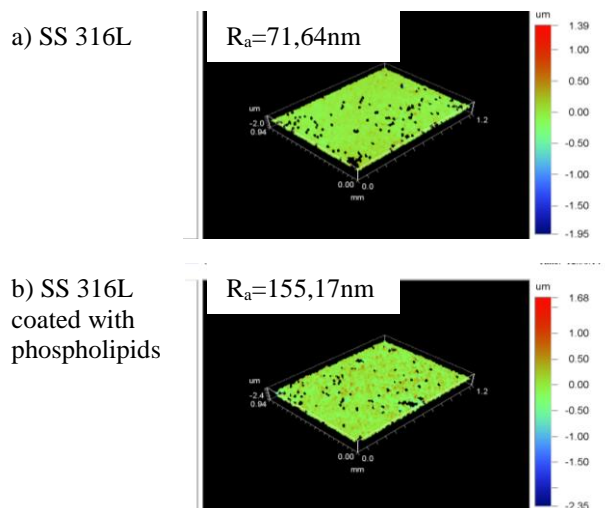 a) SS 316L
Ra=71,64nm
um
1.39
1.00
0.50
0.00
-0.50
-1.00
-1.50
-1.95
um
-2.0
0.94
1.2
0.00 0.0
mm
b) SS 316L
coated with
phospholipids
Ra=155,17nm
um
1.68
1.00
0.50
0.00
-0.50
-1.00
-1.50
-2.35
um
-2.4
0.94
1.2
0.00 0.0
mm